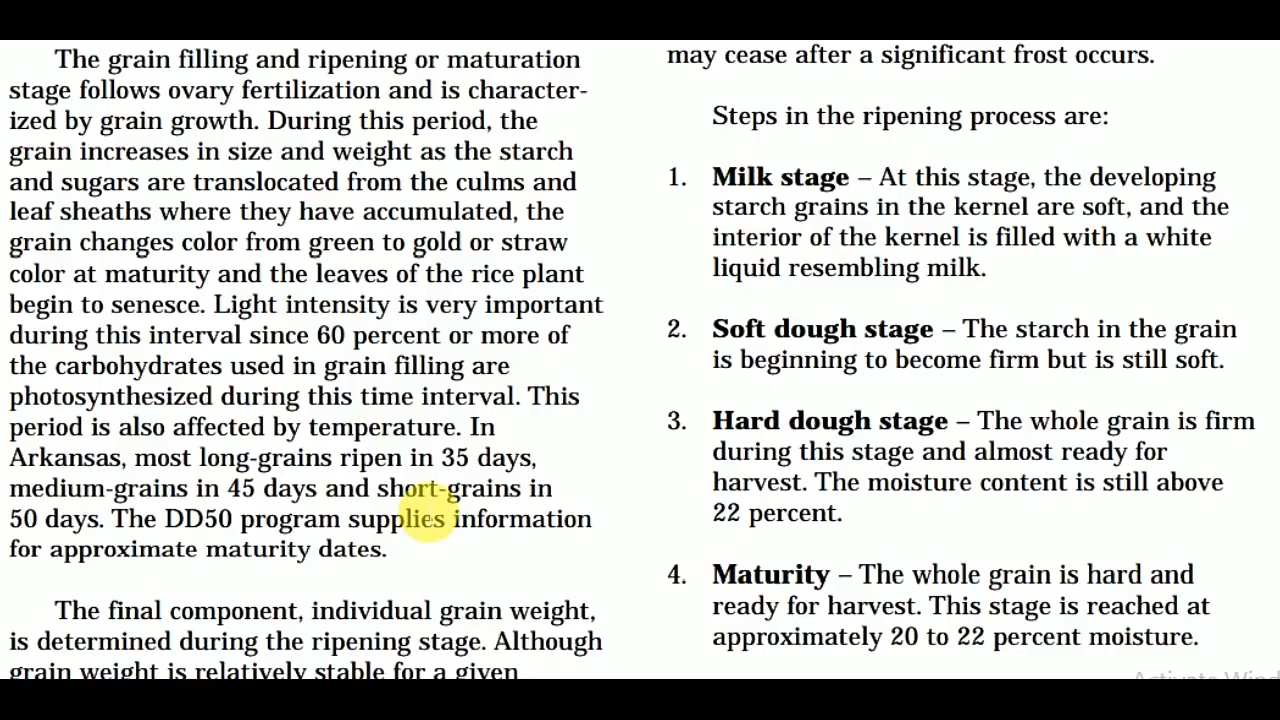 The grain filling and ripening or maturation
stage follows ovary fertilization and is character-
ized by grain growth. During this period, the
grain increases in size and weight as the starch
and sugars are translocated from the culms and
leaf sheaths where they have accumulated, the
grain changes color from green to gold or straw
color at maturity and the leaves of the rice plant
begin to senesce. Light intensity is very important
during this interval since 60 percent or more of
the carbohydrates used in grain filling are
photosynthesized during this time interval. This
period is also affected by temperature. In
Arkansas, most long-grains ripen in 35 days,
medium-grains in 45 days and short-grains in
50 days. The DD50 program supplies information
for approximate maturity dates.
The final component, individual grain weight,
is determined during the ripening stage. Although
grain weight is relatively stable for a given
may cease after a significant frost occurs.
Steps in the ripening process are:
1. Milk stage – At this stage, the developing
starch grains in the kernel are soft, and the
interior of the kernel is filled with a white
liquid resembling milk.
2. Soft dough stage – The starch in the grain
is beginning to become firm but is still soft.
3. Hard dough stage – The whole grain is firm
during this stage and almost ready for
harvest. The moisture content is still above
22 percent.
4. Maturity – The whole grain is hard and
ready for harvest. This stage is reached at
approximately 20 to 22 percent moisture.